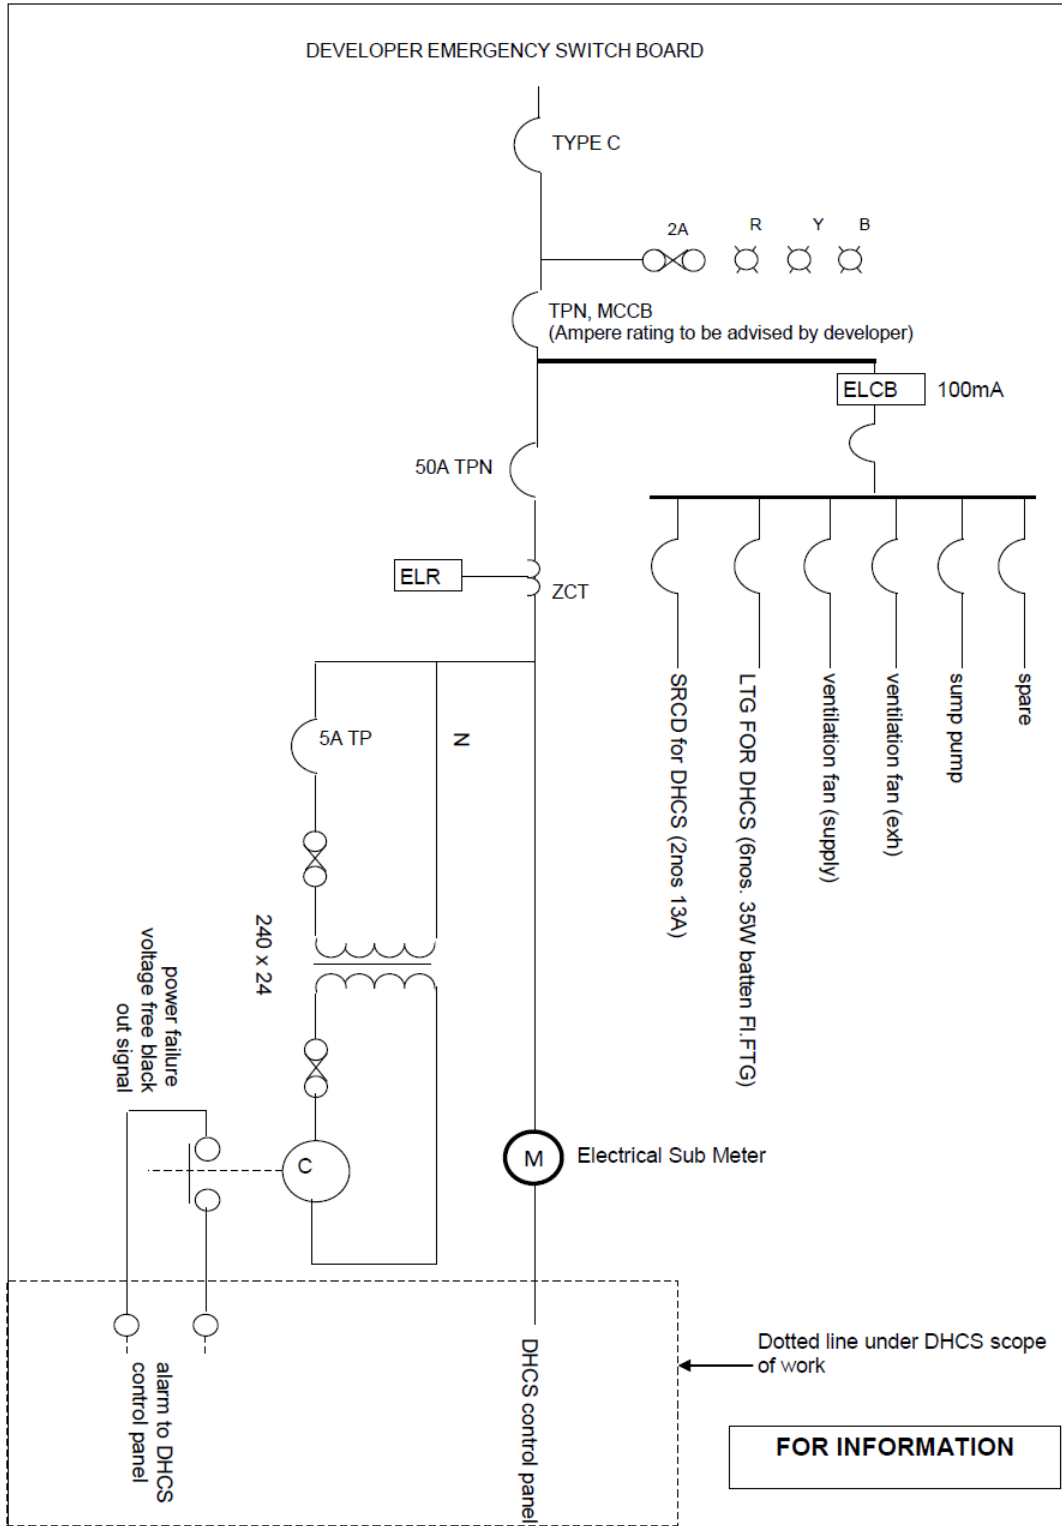 DEVELOPER EMERGENCY SWITCH BOARD
TYPE C
2A
R
Y
B
TPN, MCCB
(Ampere rating to be advised by developer)
ELCB
100mA
50A TPN
ELR
ZCT
5A TP
N
SRCD for DHCS (2nos 13A)
LTG FOR DHCS (6nos. 35W batten Fl.FTG)
ventilation fan (supply)
ventilation fan (exh)
sump pump
spare
240 x 24
power failure
voltage free black
out signal
C
M
Electrical Sub Meter
alarm to DHCS
control panel
DHCS control panel
Dotted line under DHCS scope
of work
FOR INFORMATION